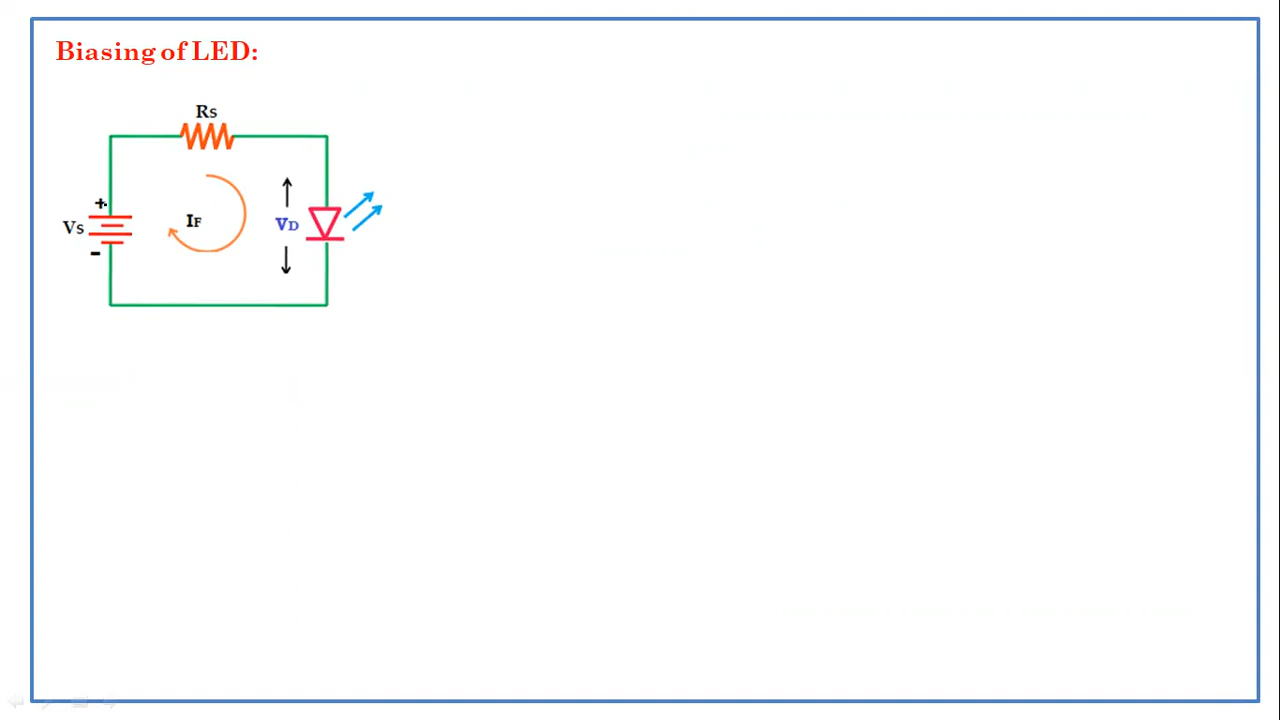 Biasing of LED:
Rs
+
Vs
IF
VD
-